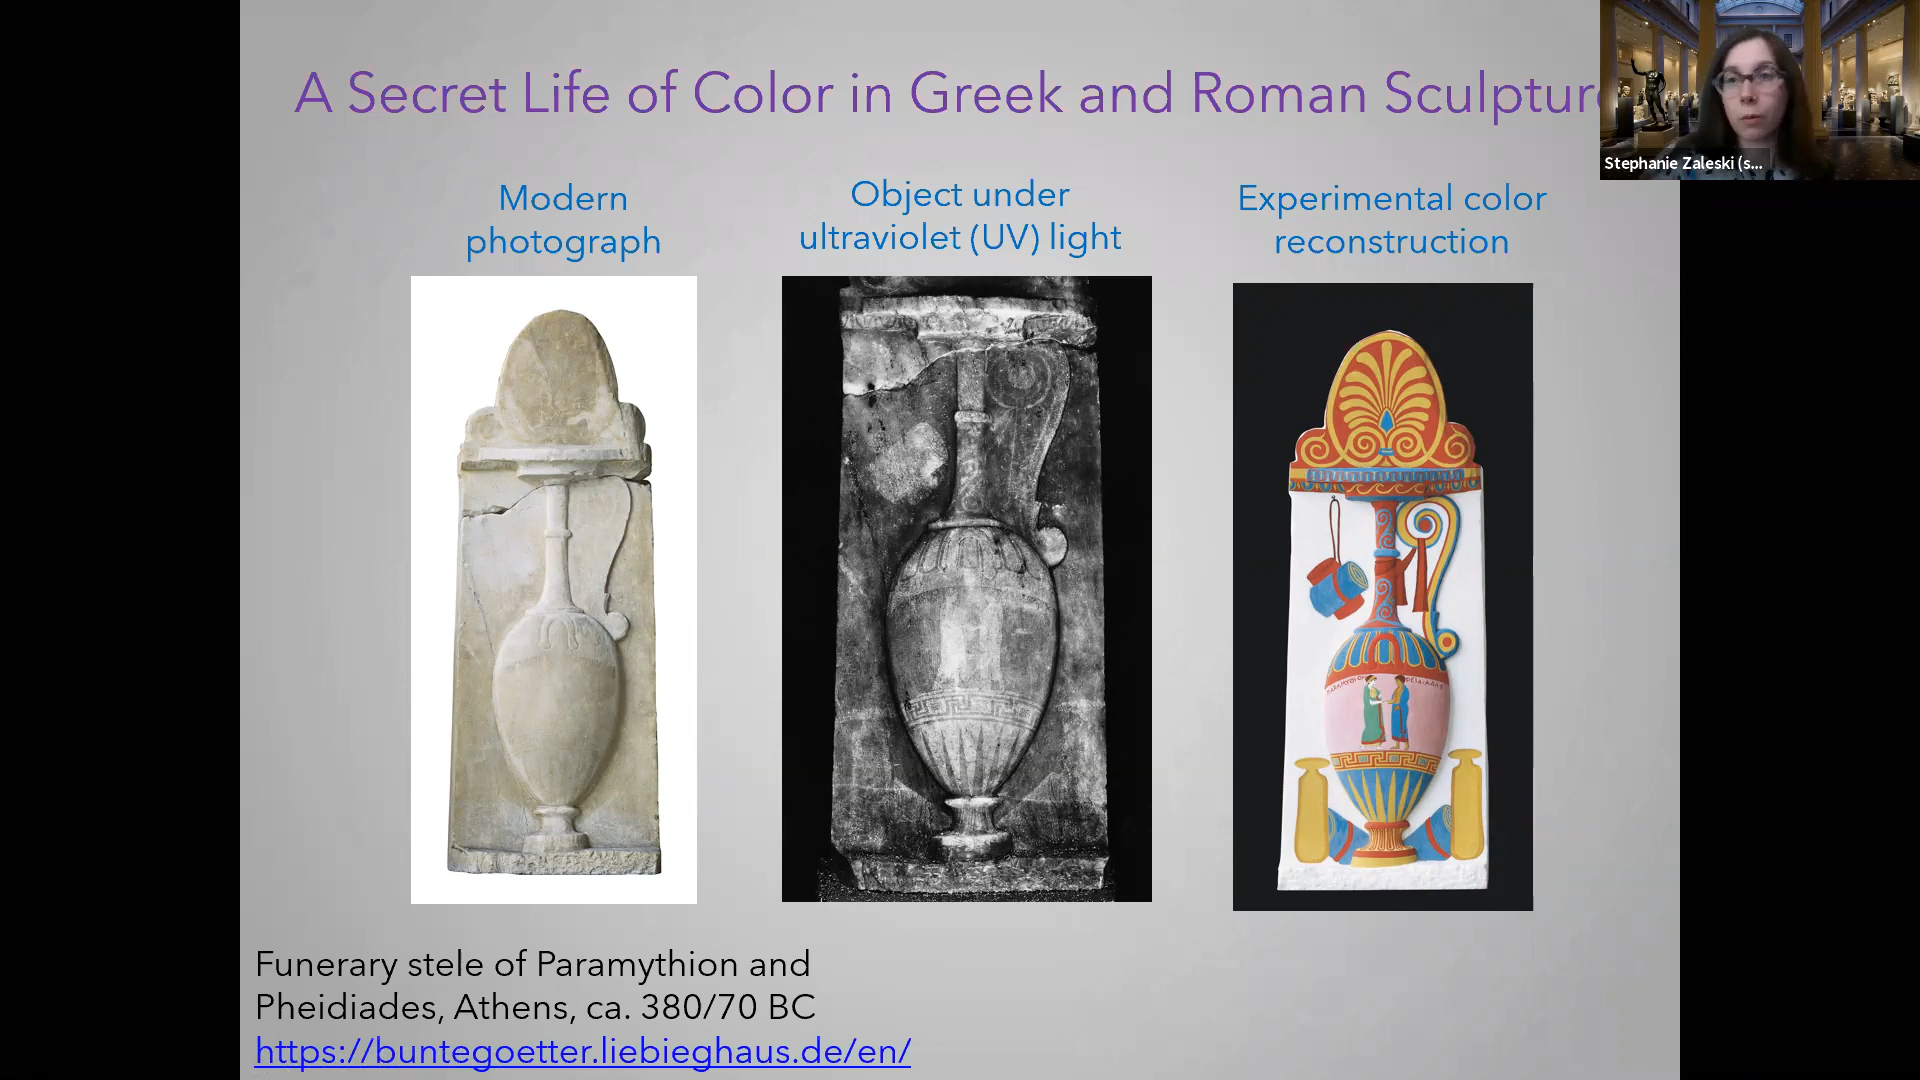 A Secret Life of Color in Greek and Roman Sculpture
Stephanie Zaleski (s...
Modern
photograph
Object under
ultraviolet (UV) light
Experimental color
reconstruction
Funerary stele of Paramythion and
Pheidiades, Athens, ca. 380/70 BC
https://buntegoetter.liebieghaus.de/en/